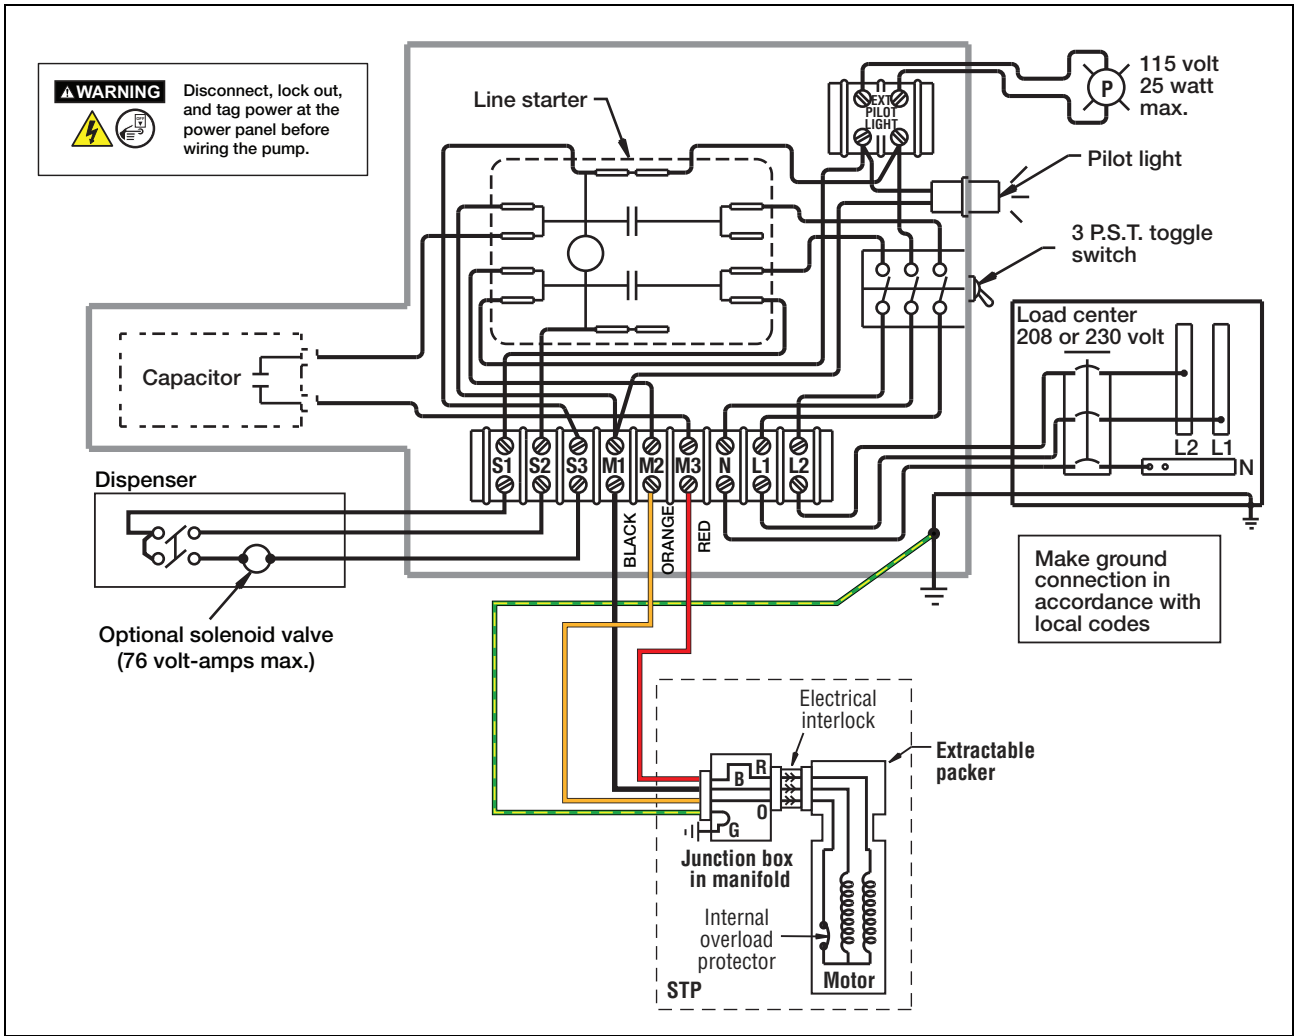 WARNING
Disconnect, lock out,
and tag power at the
power panel before
wiring the pump.
Line starter
EXT
PILOT
LIGHT
P
115 volt
25 watt
max.
Pilot light
3 P.S.T. toggle
switch
Load center
208 or 230 volt
L2 L1
N
Capacitor
S1 S2 S3 M1 M2 M3 N L1 L2
BLACK
ORANGE
RED
Dispenser
Optional solenoid valve
(76 volt-amps max.)
Make ground
connection in
accordance with
local codes
Electrical
interlock
Extractable
packer
R
B
O
G
Junction box
in manifold
Internal
overload
protector
Motor
STP